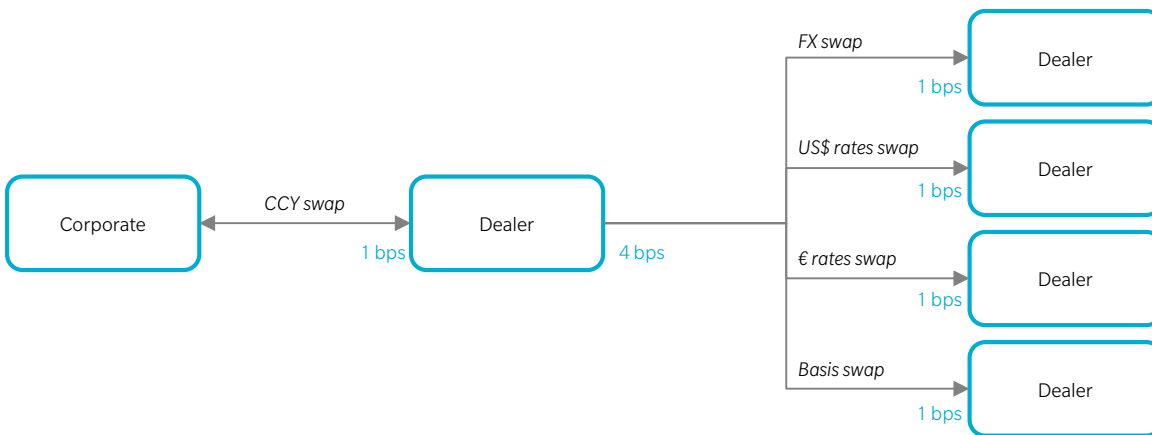 FX swap
Dealer
1 bps
US$ rates swap
Dealer
1 bps
Corporate
CCY swap
1 bps
Dealer
4 bps
€ rates swap
Dealer
1 bps
Basis swap
Dealer
1 bps